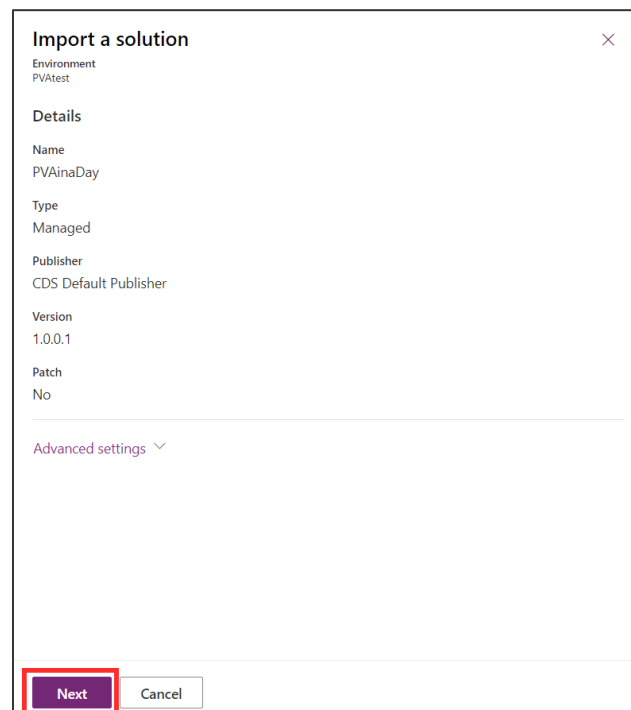 Import a solution
Environment
PVAtest
Details
Name
PVAinaDay
Type
Managed
Publisher
CDS Default Publisher
Version
1.0.0.1
Patch
No
Advanced settings
Next Cancel